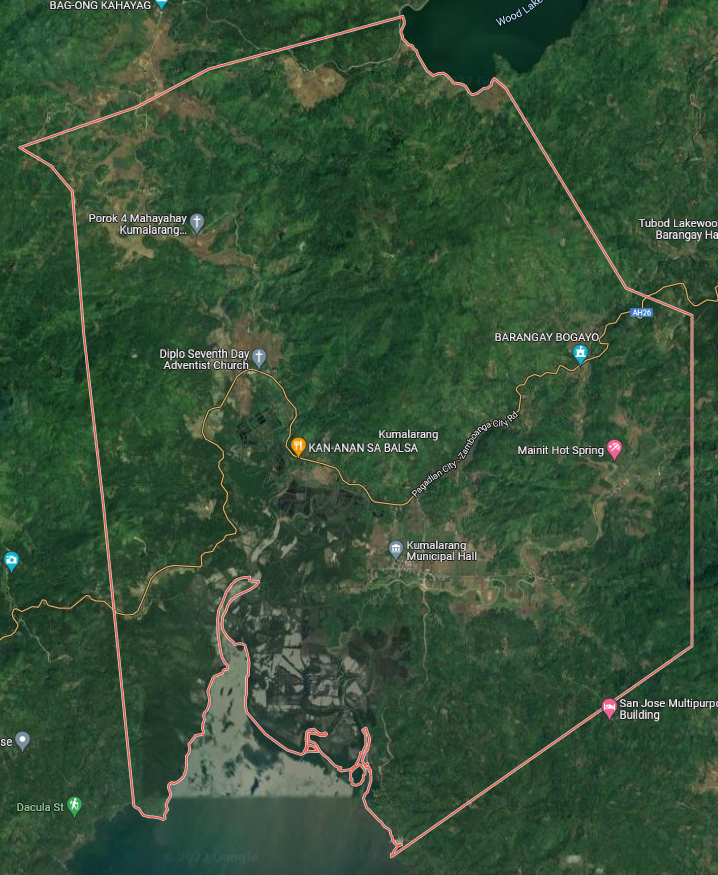 BAG-ONG KAHAYAG
Wood Lake
Porok 4 Mahayahay
Kumalarang...
Tubod Lakewoo
Barangay Ha
AH26
BARANGAY BOGAYO
Diplo Seventh Day
Adventist Church
Kumalarang
KAN-ANAN SA BALSA
Pagadian City - Zamboanga City Rd
Mainit Hot Spring
Kumalarang
Municipal Hall
San Jose Multipurpo
Building
se
Dacula St
© 2022 Google